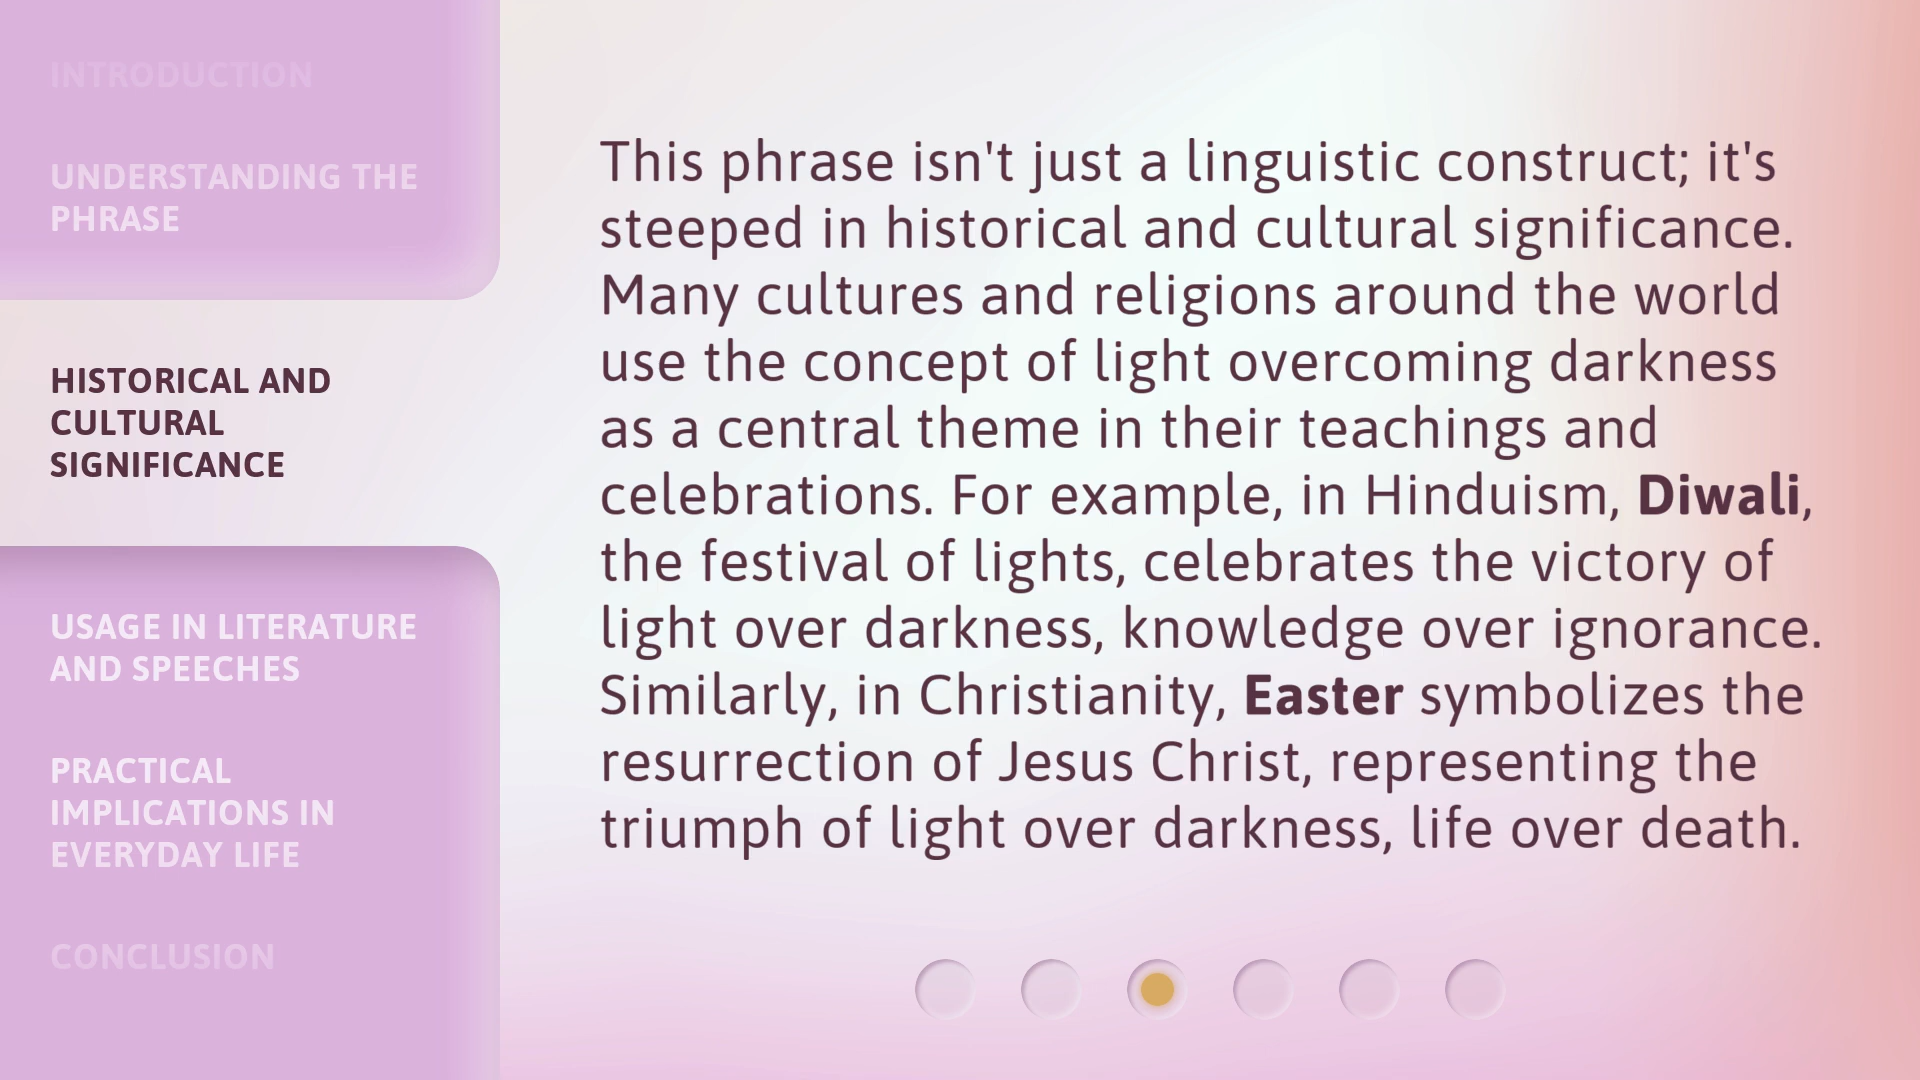 INTRODUCTION
UNDERSTANDING THE
PHRASE
HISTORICAL AND
CULTURAL
SIGNIFICANCE
USAGE IN LITERATURE
AND SPEECHES
PRACTICAL
IMPLICATIONS IN
EVERYDAY LIFE
CONCLUSION
This phrase isn't just a linguistic construct; it's
steeped in historical and cultural significance.
Many cultures and religions around the world
use the concept of light overcoming darkness
as a central theme in their teachings and
celebrations. For example, in Hinduism, Diwali,
the festival of lights, celebrates the victory of
light over darkness, knowledge over ignorance.
Similarly, in Christianity, Easter symbolizes the
resurrection of Jesus Christ, representing the
triumph of light over darkness, life over death.